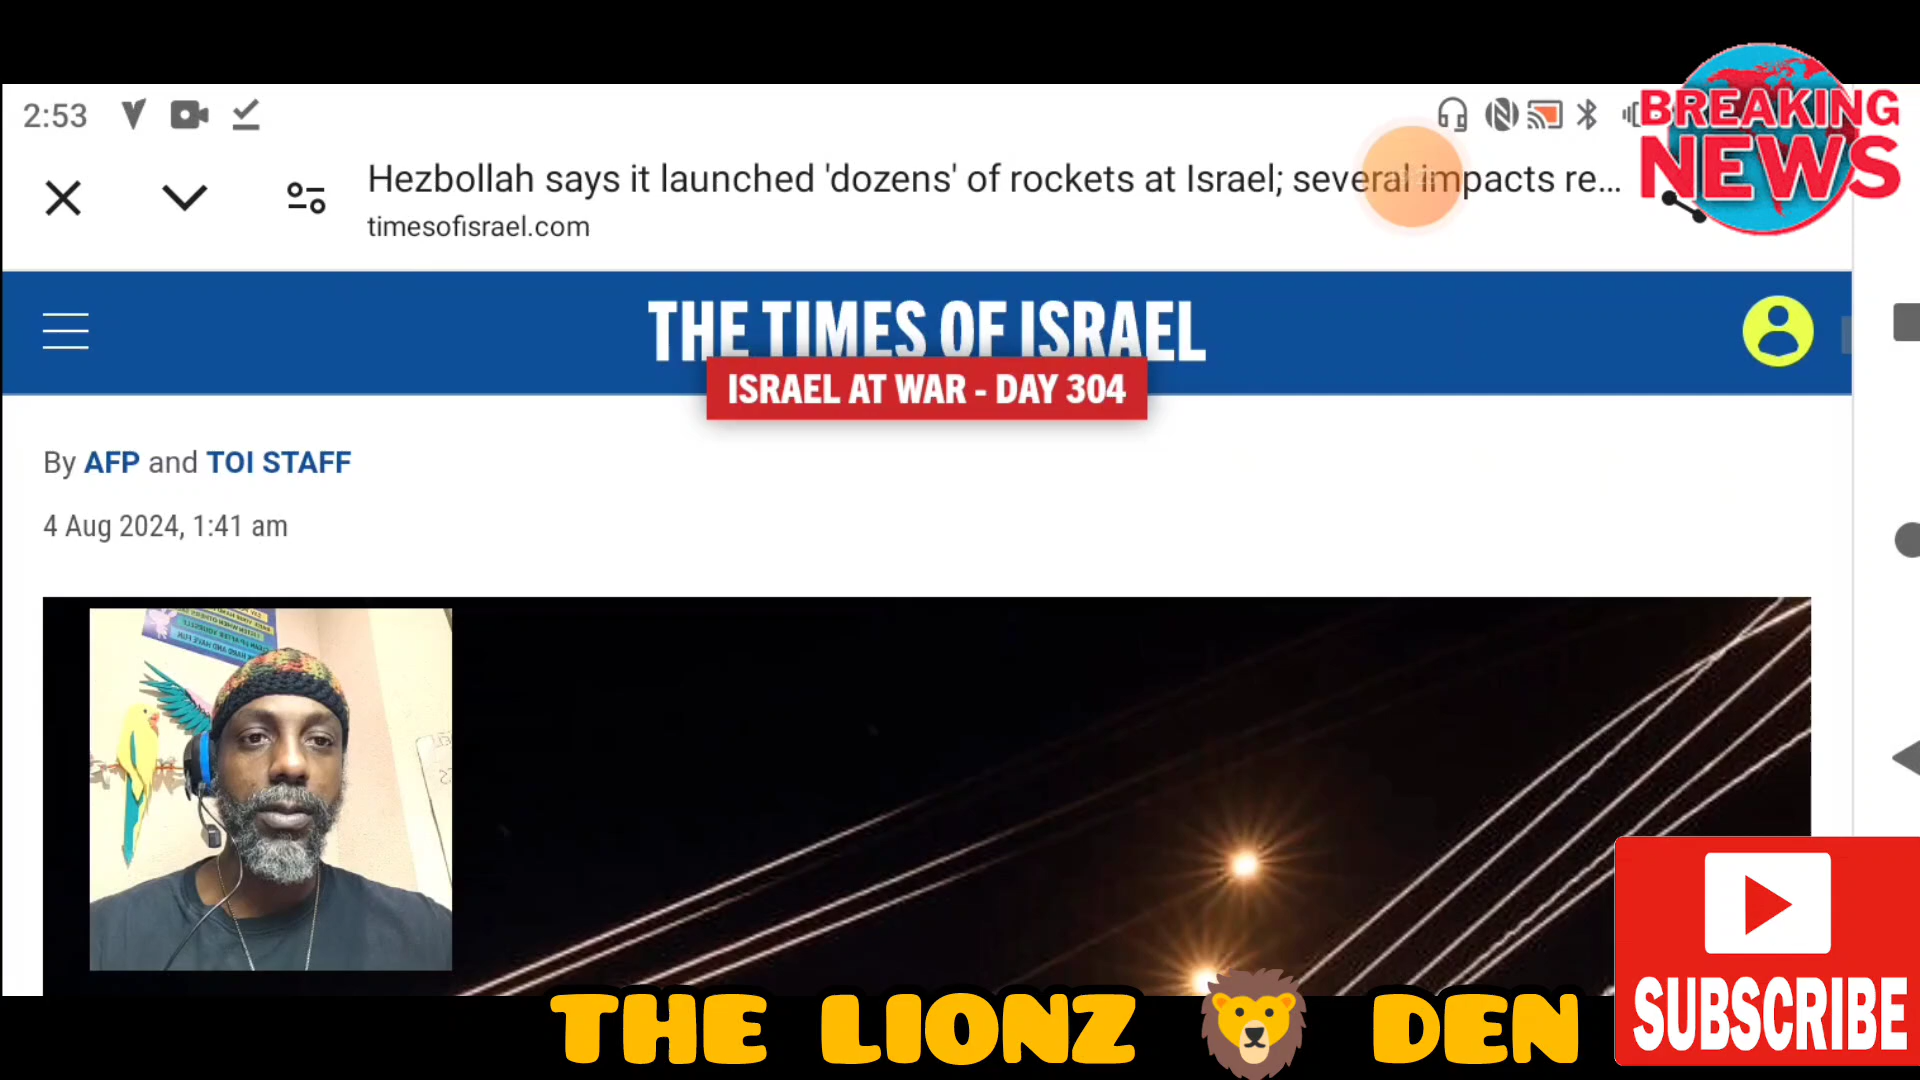 2:53
BREAKING
NEWS
Hezbollah says it launched 'dozens' of rockets at Israel; several impacts re...
timesofisrael.com
THE TIMES OF ISRAEL
ISRAEL AT WAR - DAY 304
By AFP and TOI STAFF
4 Aug 2024, 1:41 am
THE LIONZ DEN
SUBSCRIBE